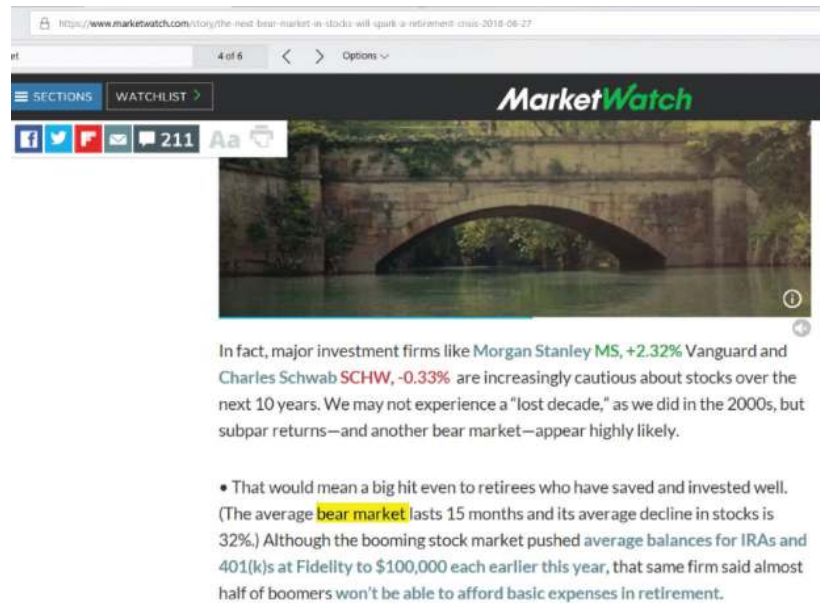 https://www.marketwatch.com/story/the-next-bear-market-in-stocks-will-spark-a-retirement-crisis-2018-08-27
et 4 of 6 Options
SECTIONS WATCHLIST MarketWatch
211 Aa
In fact, major investment firms like Morgan Stanley MS, +2.32% Vanguard and
Charles Schwab SCHW, -0.33% are increasingly cautious about stocks over the
next 10 years. We may not experience a "lost decade," as we did in the 2000s, but
subpar returns—and another bear market—appear highly likely.
• That would mean a big hit even to retirees who have saved and invested well.
(The average bear market lasts 15 months and its average decline in stocks is
32%.) Although the booming stock market pushed average balances for IRAs and
401(k)s at Fidelity to $100,000 each earlier this year, that same firm said almost
half of boomers won't be able to afford basic expenses in retirement.